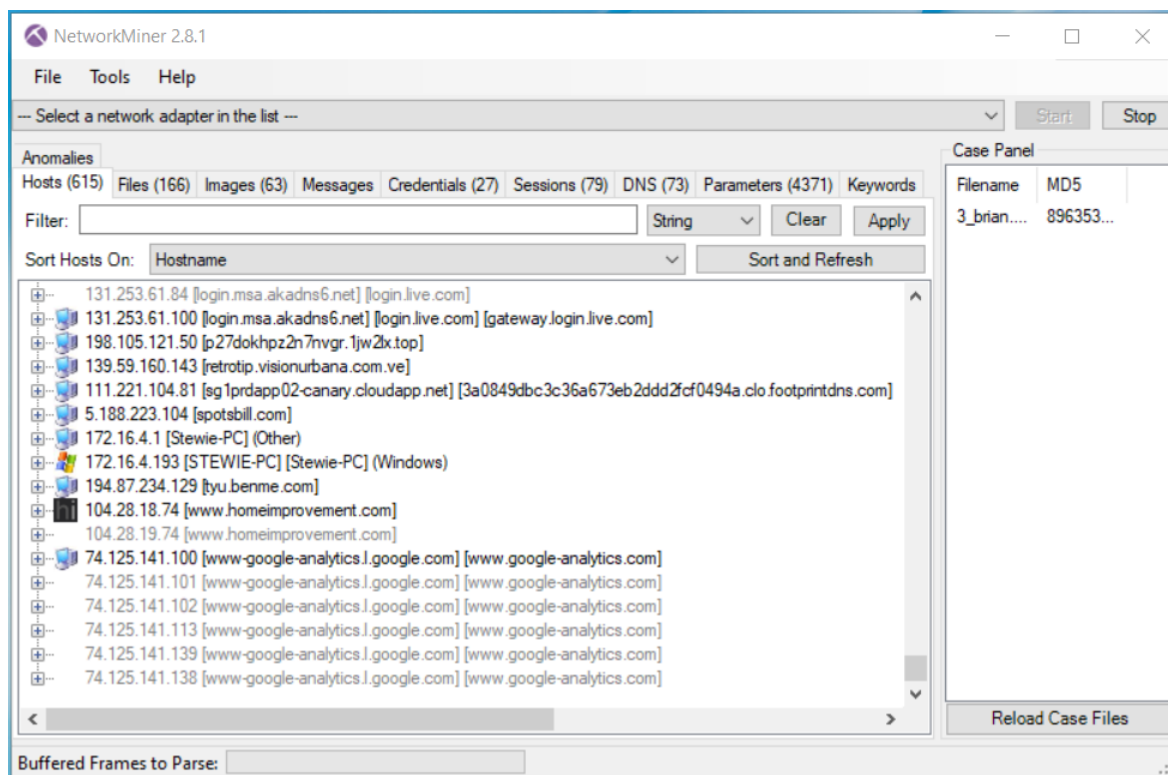 NetworkMiner 2.8.1
File Tools Help
--- Select a network adapter in the list ---
Start Stop
Anomalies
Hosts (615) Files (166) Images (63) Messages Credentials (27) Sessions (79) DNS (73) Parameters (4371) Keywords
Filter: String Clear Apply
Sort Hosts On: Hostname Sort and Refresh
131.253.61.84 [login.msa.akadns6.net] [login.live.com]
131.253.61.100 [login.msa.akadns6.net] [login.live.com] [gateway.login.live.com]
198.105.121.50 [p27dokhpz2n7nvgr.1jw2lx.top]
139.59.160.143 [retrotip.visionurbana.com.ve]
111.221.104.81 [sg1prdapp02-canary.cloudapp.net] [3a0849dbc3c36a673eb2ddd2fcf0494a.clo.footprintdns.com]
5.188.223.104 [spotsbill.com]
172.16.4.1 [Stewie-PC] (Other)
172.16.4.193 [STEWIE-PC] [Stewie-PC] (Windows)
194.87.234.129 [tyu.benme.com]
hi 104.28.18.74 [www.homeimprovement.com]
104.28.19.74 [www.homeimprovement.com]
74.125.141.100 [www-google-analytics.l.google.com] [www.google-analytics.com]
74.125.141.101 [www-google-analytics.l.google.com] [www.google-analytics.com]
74.125.141.102 [www-google-analytics.l.google.com] [www.google-analytics.com]
74.125.141.113 [www-google-analytics.l.google.com] [www.google-analytics.com]
74.125.141.139 [www-google-analytics.l.google.com] [www.google-analytics.com]
74.125.141.138 [www-google-analytics.l.google.com] [www.google-analytics.com]
Buffered Frames to Parse:
Case Panel
Filename MD5
3_brian.... 896353...
Reload Case Files